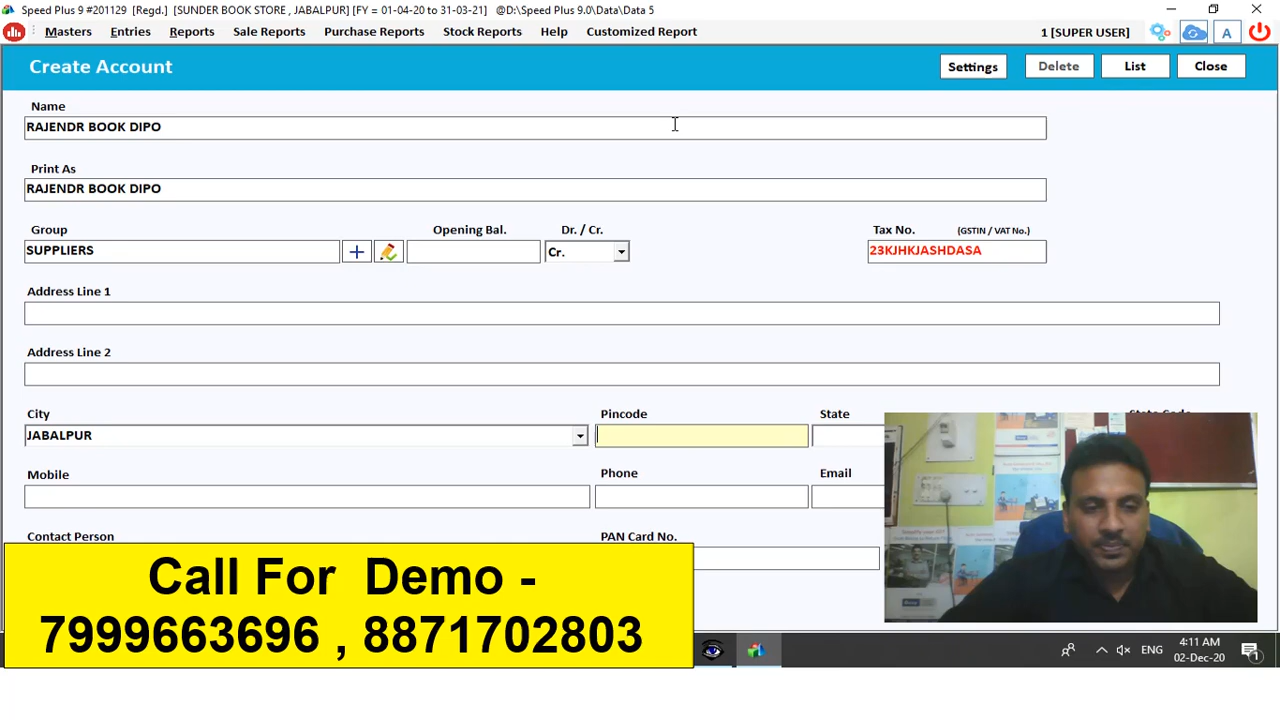 Speed Plus 9 #201129 [Regd.] [SUNDER BOOK STORE , JABALPUR] [FY = 01-04-20 to 31-03-21] @D:\Speed Plus 9.0\Data\Data 5
Masters Entries Reports Sale Reports Purchase Reports Stock Reports Help Customized Report 1 [SUPER USER] A
Create Account Settings Delete List Close
Name
RAJENDR BOOK DIPO
Print As
RAJENDR BOOK DIPO
Group Opening Bal. Dr. / Cr. Tax No. (GSTIN / VAT No.)
SUPPLIERS Cr. 23KJHKJASHDASA
Address Line 1
Address Line 2
City Pincode State State Code
JABALPUR
Mobile Phone Email
Contact Person PAN Card No.
Call For Demo -
7999663696 , 8871702803
ENG 4:11 AM
02-Dec-20 1